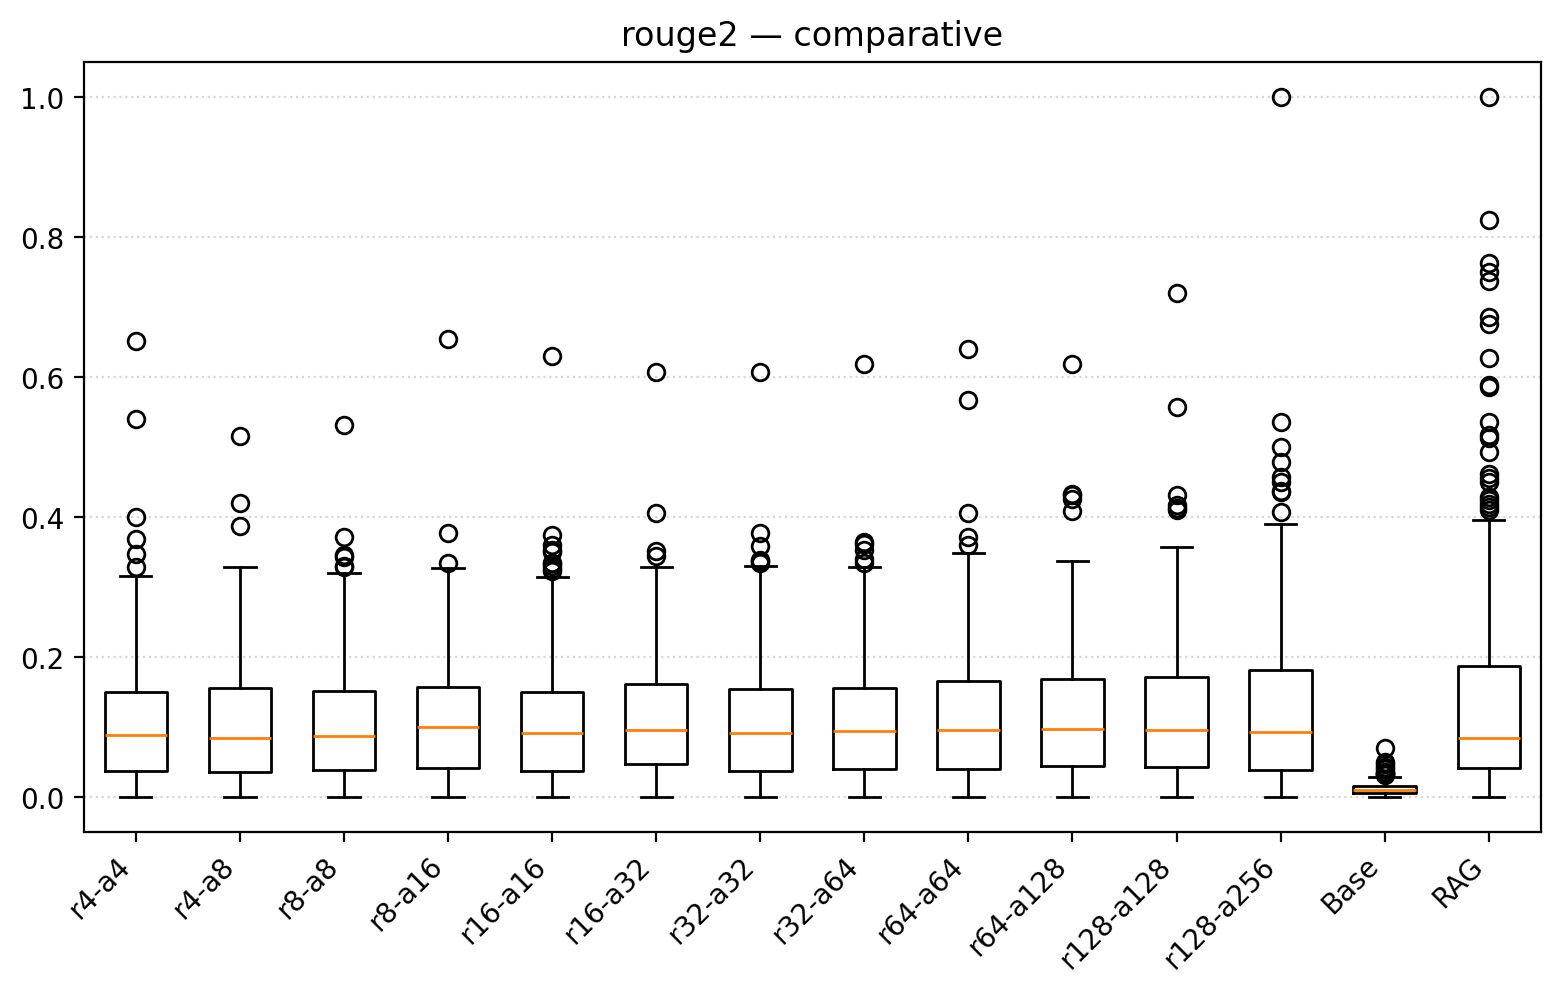 rouge2 — comparative
1.0
0.8
0.6
0.4
0.2
0.0
r4-a4
r4-a8
r8-a8
r8-a16
r16-a16
r16-a32
r32-a32
r32-a64
r64-a64
r64-a128
r128-a128
r128-a256
Base
RAG